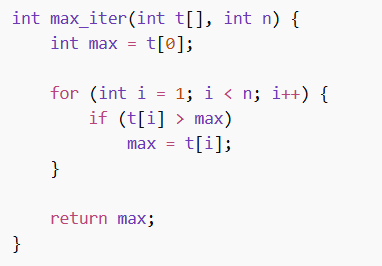 int max_iter(int t[], int n) {
    int max = t[0];

    for (int i = 1; i < n; i++) {
        if (t[i] > max)
            max = t[i];
    }

    return max;
}